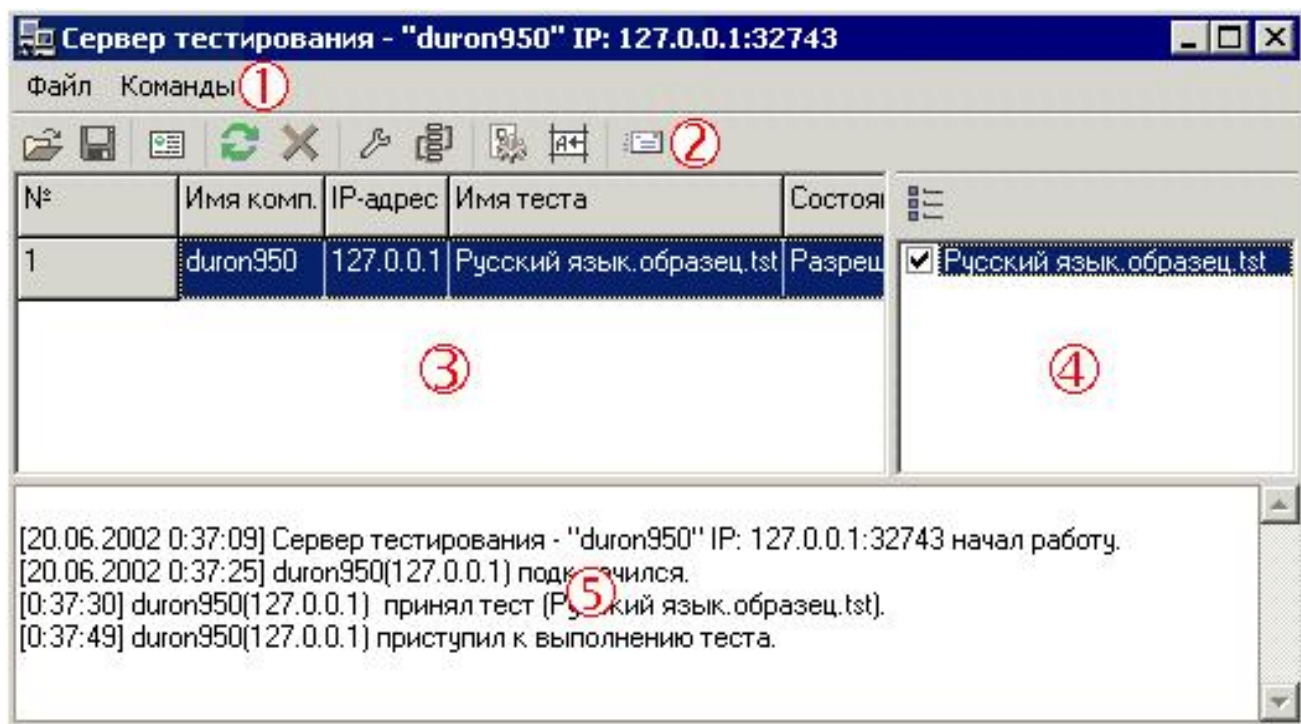 Сервер тестирования - "duron950" IP: 127.0.0.1:32743
Файл Команды ①
②
№ Имя комп. IP-адрес Имя теста Состоя
1 duron950 127.0.0.1 Русский язык.образец.tst Разреш
Русский язык.образец.tst
③
④
[20.06.2002 0:37:09] Сервер тестирования - "duron950" IP: 127.0.0.1:32743 начал работу.
[20.06.2002 0:37:25] duron950(127.0.0.1) подключился.
[0:37:30] duron950(127.0.0.1) принял тест (Русский язык.образец.tst).
⑤
[0:37:49] duron950(127.0.0.1) приступил к выполнению теста.